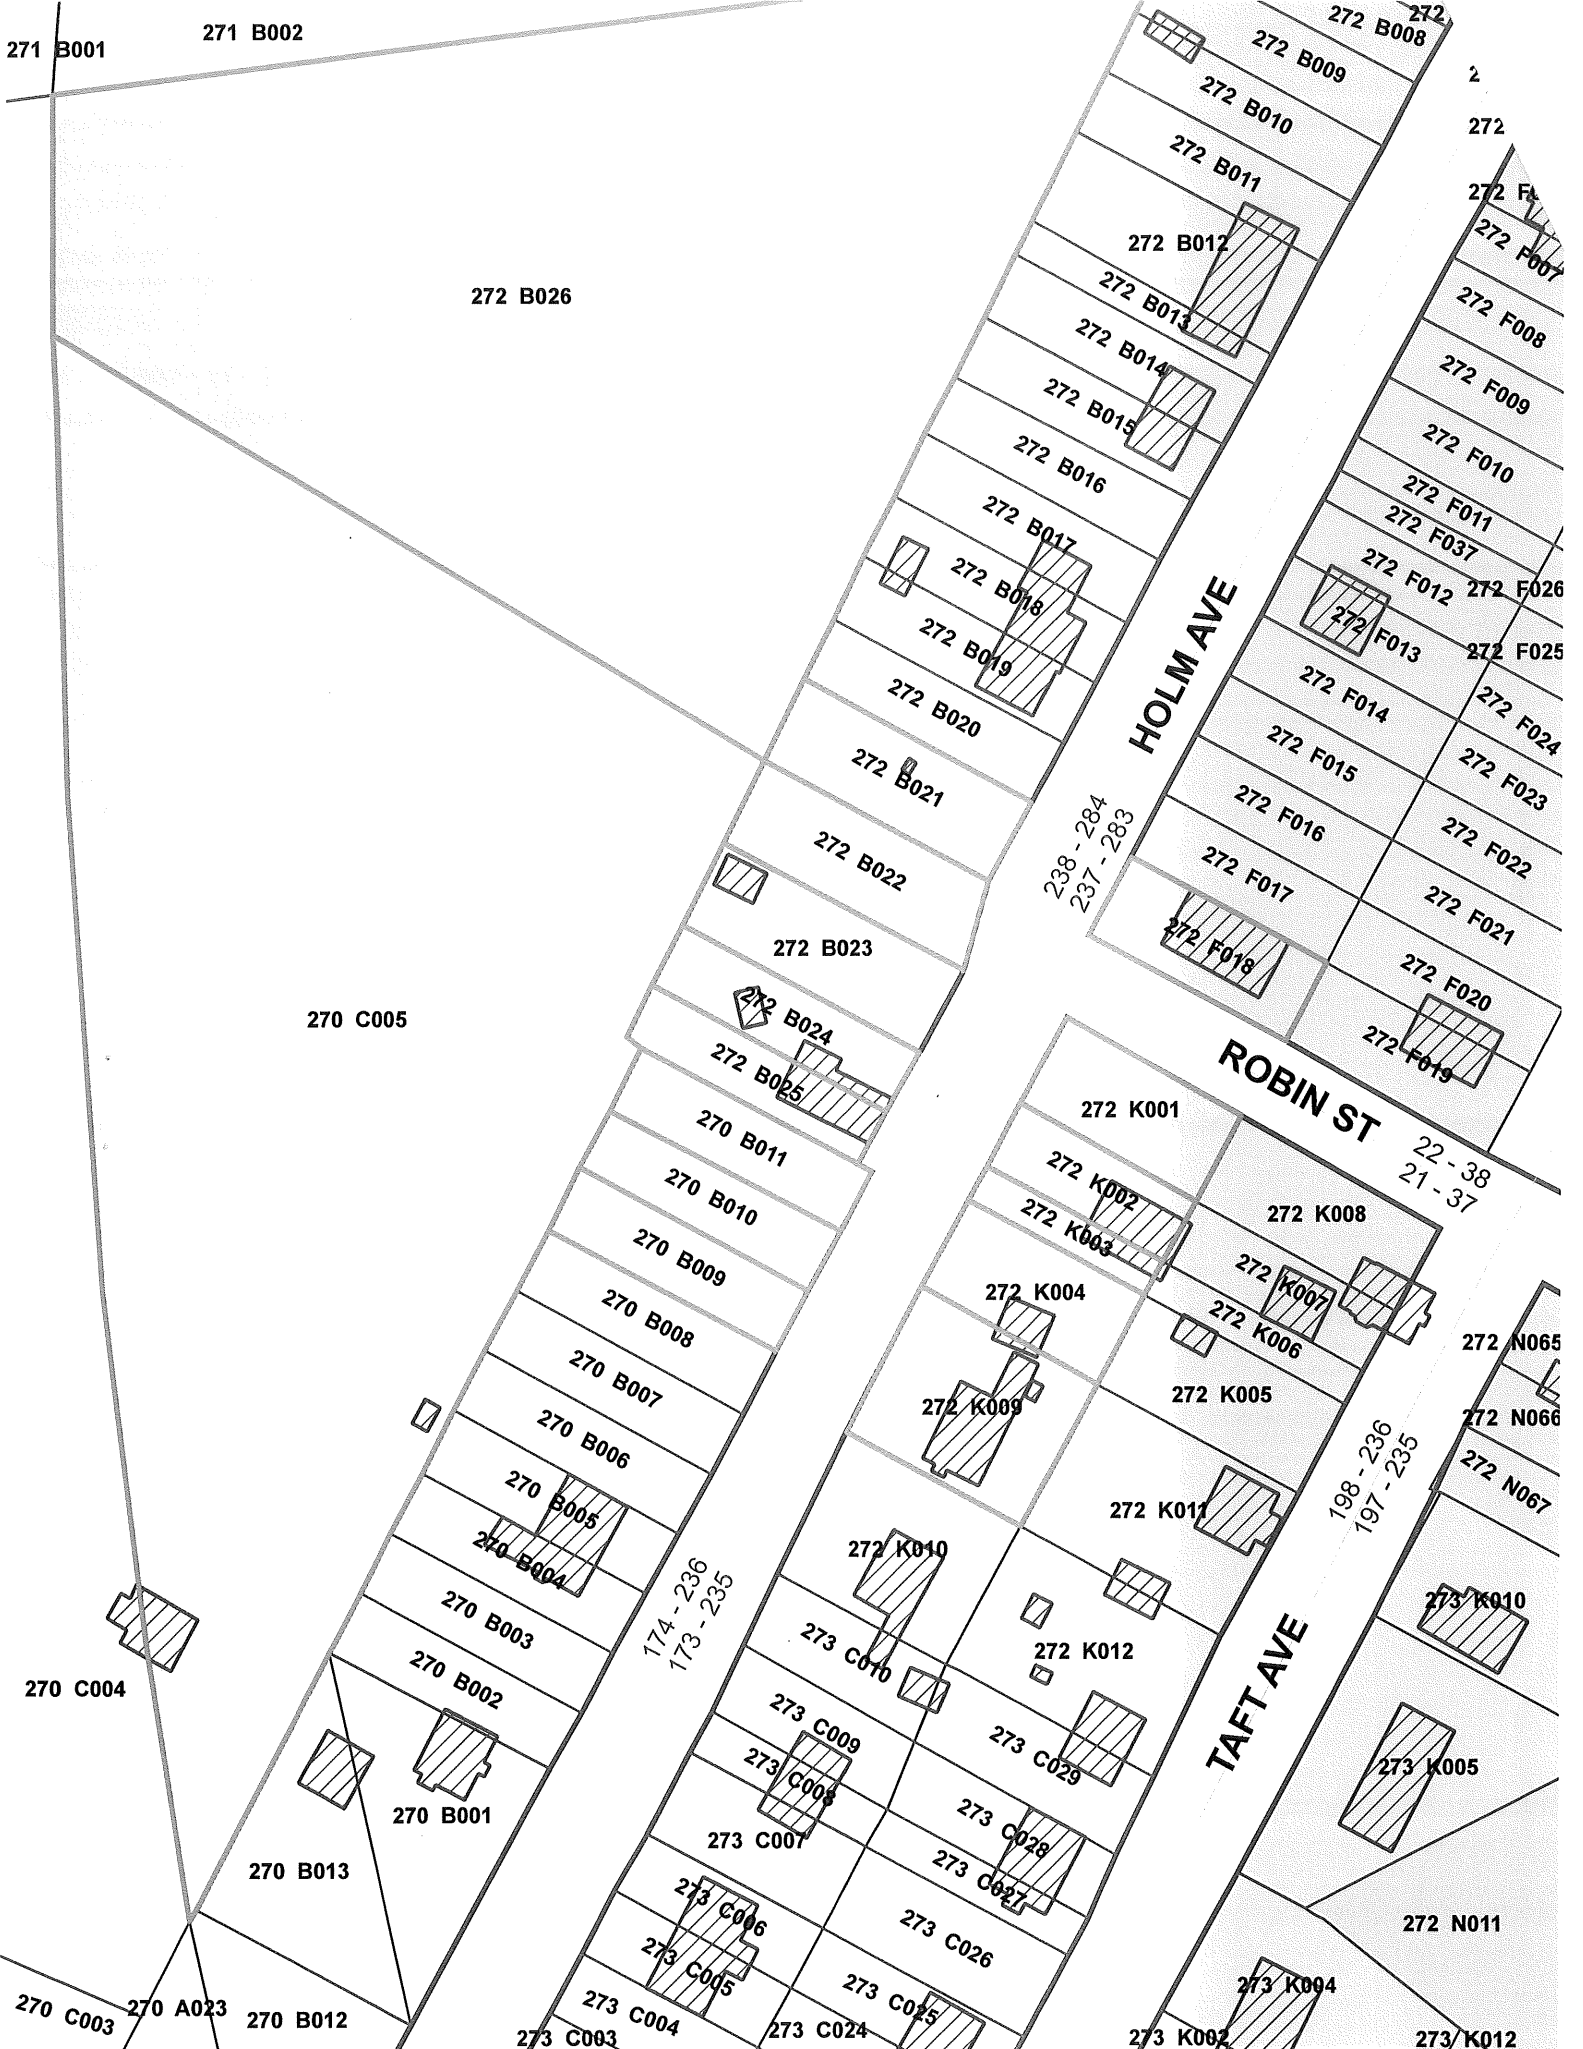 271 B001
271 B002
272 B008
272
272 B009
272 B010
272
272 B011
272 B012
272 B026
272 F007
272 B013
272 F008
272 B014
272 F009
272 B015
272 F010
272 B016
272 F011
272 B017
272 F037
272 F012
272 F026
272 B018
272 F013
272 F025
272 B019
272 F014
272 F024
272 B020
HOLM AVE
272 F015
272 F023
272 B021
272 F016
272 F022
238 - 284
237 - 283
272 B022
272 F017
272 F021
272 B023
272 F018
272 F020
270 C005
272 B024
272 F019
272 B025
ROBIN ST
272 K001
22 - 38
21 - 37
270 B011
272 K002
270 B010
272 K008
272 K003
270 B009
272 K007
272 K004
270 B008
272 K006
272 N065
270 B007
272 K005
272 K009
272 N066
270 B006
198 - 236
197 - 235
272 N067
270 B005
272 K011
272 K010
270 B004
273 K010
174 - 236
173 - 235
270 B003
273 C010
272 K012
270 C004
270 B002
TAFT AVE
273 C009
273 C029
273 K005
273 C008
270 B001
273 C007
273 C028
270 B013
273 C027
273 C006
272 N011
273 C026
273 C005
273 K004
273 C025
270 C003
270 A023
270 B012
273 C004
273 C003
273 C024
273 K002
273 K012